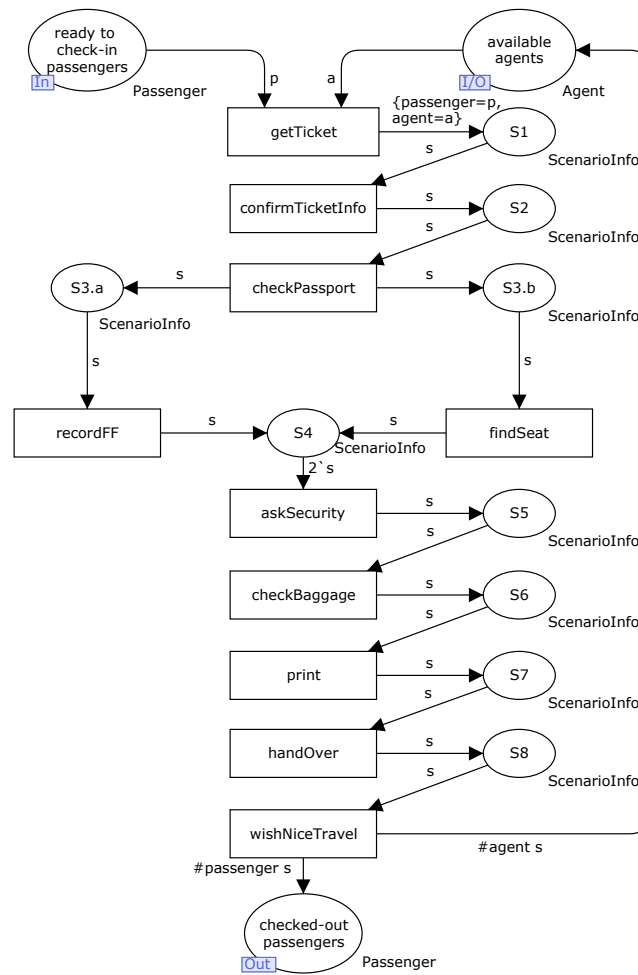 ready to
check-in
passengers
In
Passenger
p
a
available
agents
I/O
Agent
getTicket
{passenger=p,
agent=a}
S1
ScenarioInfo
s
confirmTicketInfo
s
S2
ScenarioInfo
s
S3.a
ScenarioInfo
s
checkPassport
s
S3.b
ScenarioInfo
s
s
recordFF
s
S4
ScenarioInfo
s
findSeat
2`s
askSecurity
s
S5
ScenarioInfo
s
checkBaggage
s
S6
ScenarioInfo
s
print
s
S7
ScenarioInfo
s
handOver
s
S8
ScenarioInfo
s
wishNiceTravel
#agent s
#passenger s
checked-out
passengers
Out
Passenger